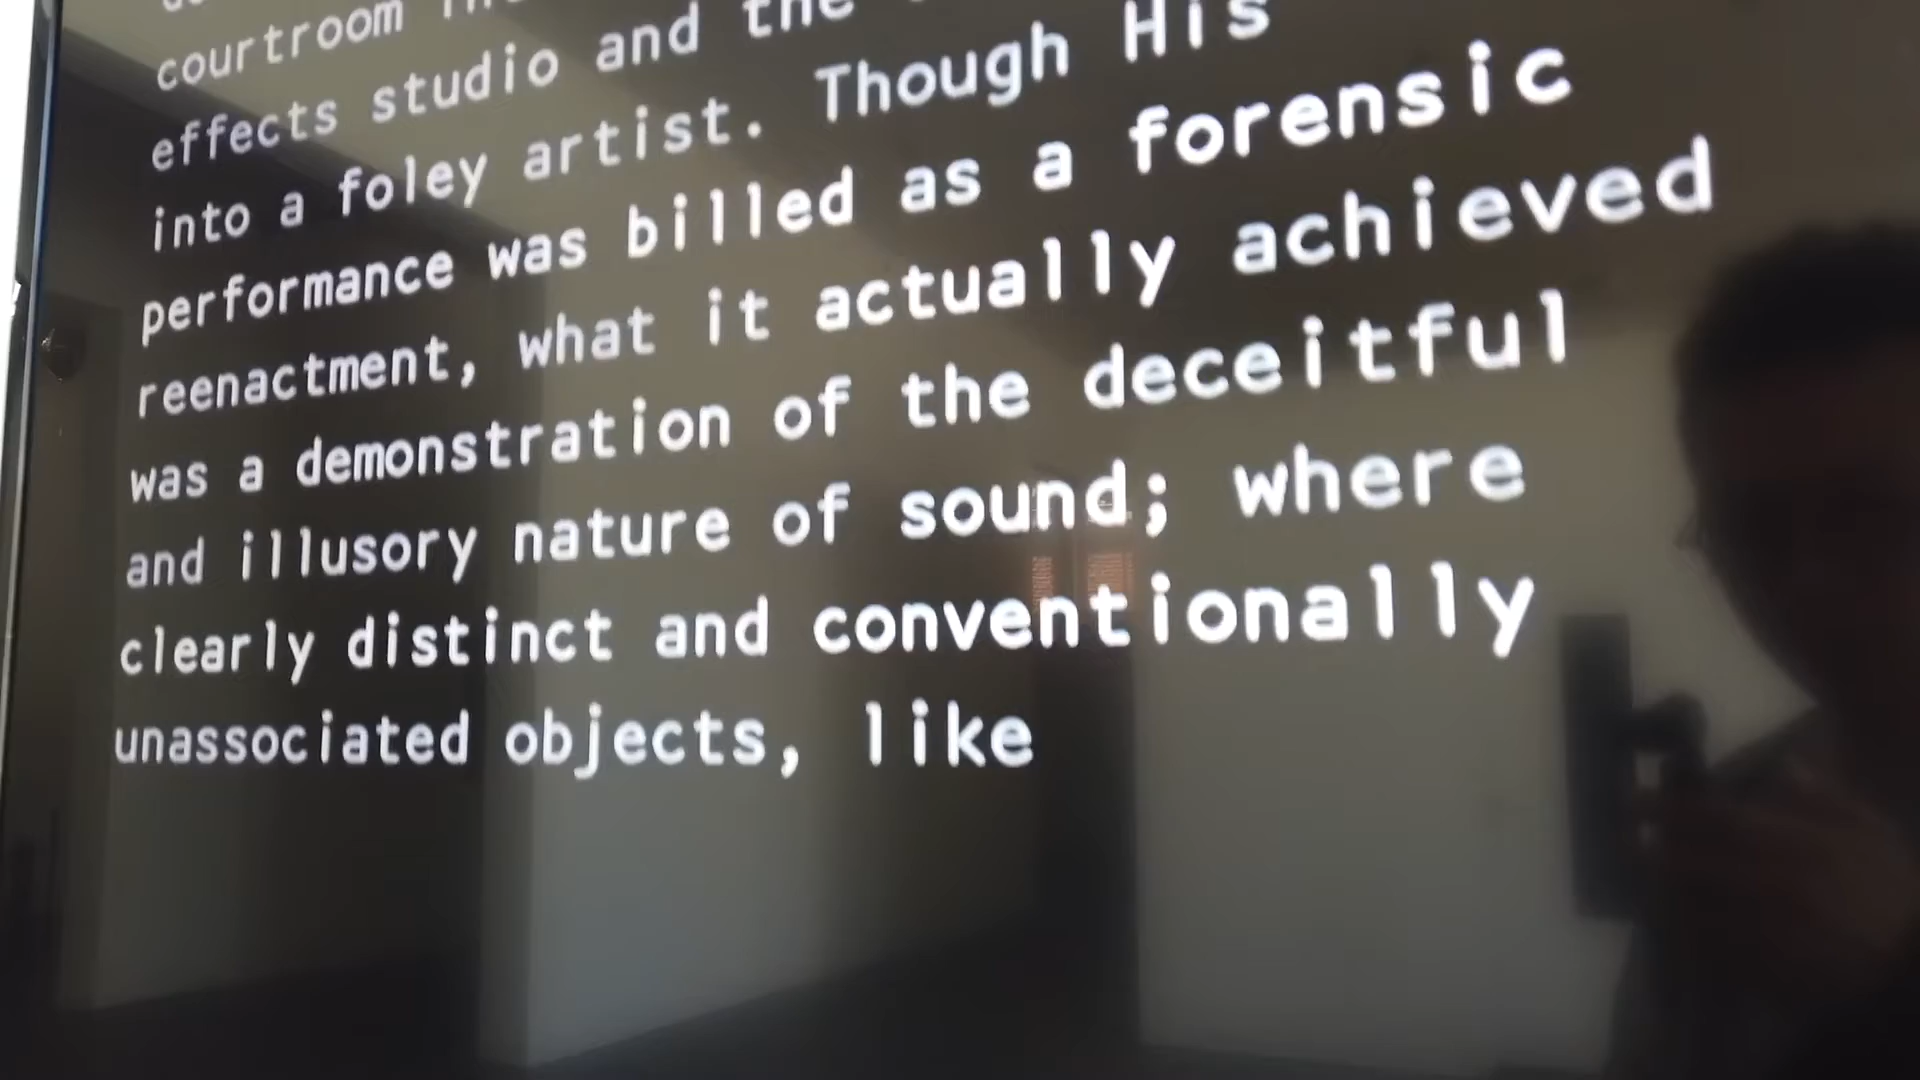 courtroom
effects studio and the
into a foley artist. Though His
performance was billed as a forensic
reenactment, what it actually achieved
was a demonstration of the deceitful
and illusory nature of sound; where
clearly distinct and conventionally
unassociated objects, like